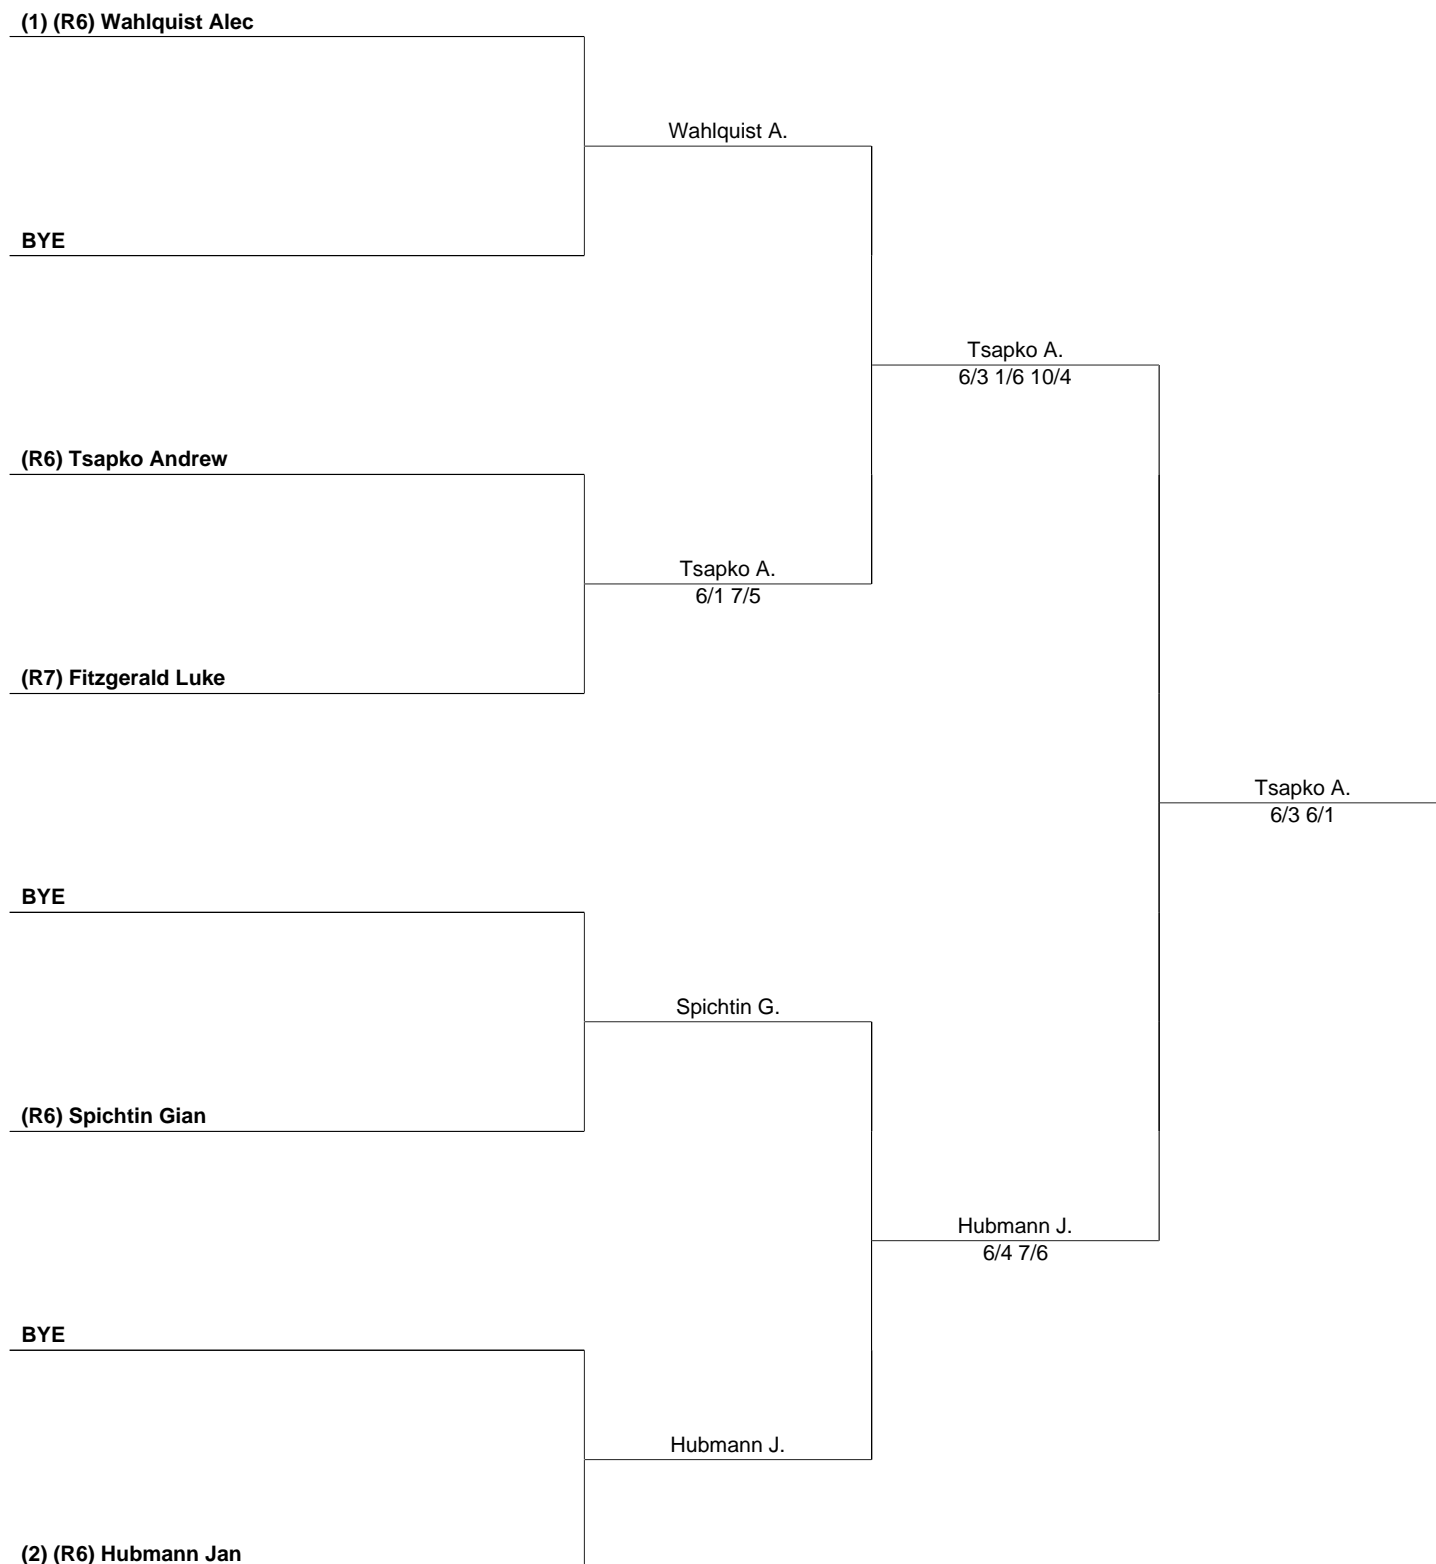 (1) (R6) Wahlquist Alec
Wahlquist A.
BYE
Tsapko A.
6/3 1/6 10/4
(R6) Tsapko Andrew
Tsapko A.
6/1 7/5
(R7) Fitzgerald Luke
Tsapko A.
6/3 6/1
BYE
Spichtin G.
(R6) Spichtin Gian
Hubmann J.
6/4 7/6
BYE
Hubmann J.
(2) (R6) Hubmann Jan